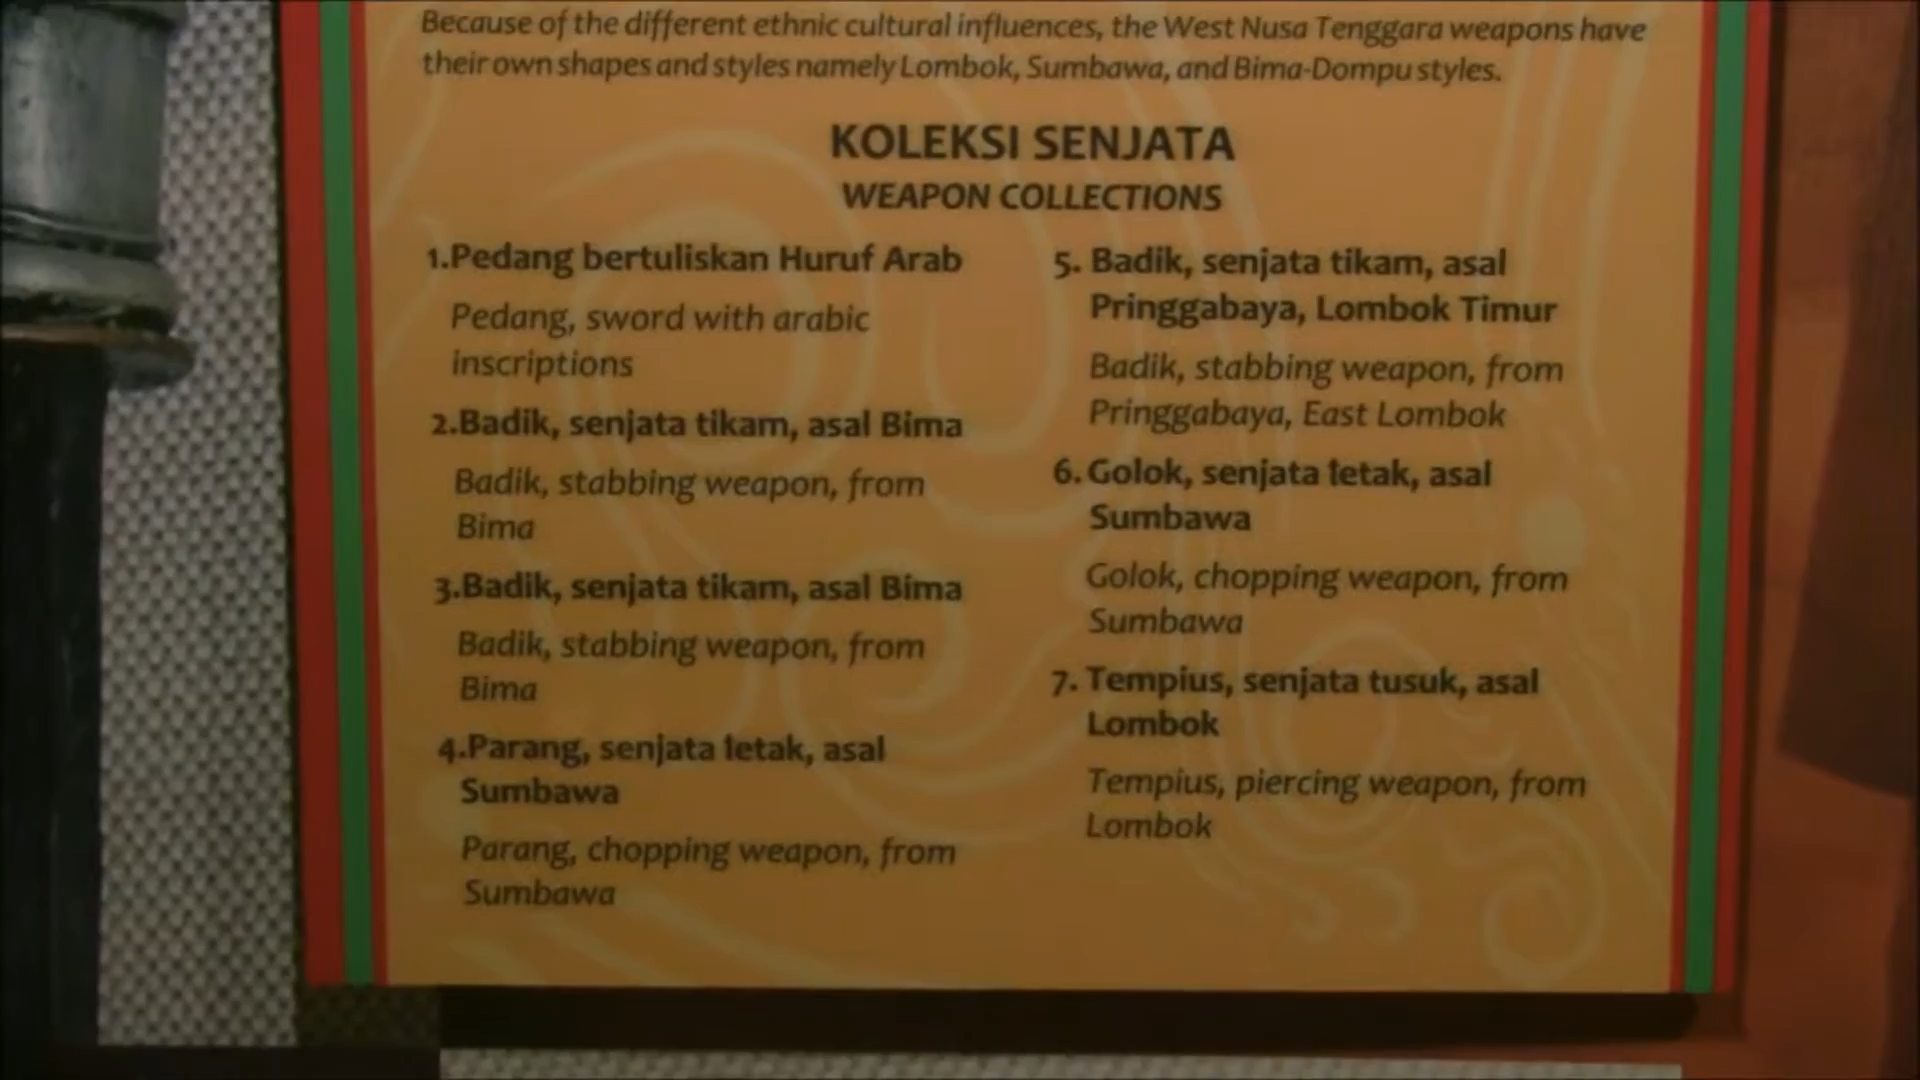 Because of the different ethnic cultural influences, the West Nusa Tenggara weapons have
their own shapes and styles namely Lombok, Sumbawa, and Bima-Dompu styles.
KOLEKSI SENJATA
WEAPON COLLECTIONS
1.Pedang bertuliskan Huruf Arab
Pedang, sword with arabic
inscriptions
2.Badik, senjata tikam, asal Bima
Badik, stabbing weapon, from
Bima
3.Badik, senjata tikam, asal Bima
Badik, stabbing weapon, from
Bima
4.Parang, senjata tetak, asal
Sumbawa
Parang, chopping weapon, from
Sumbawa
5. Badik, senjata tikam, asal
Pringgabaya, Lombok Timur
Badik, stabbing weapon, from
Pringgabaya, East Lombok
6. Golok, senjata tetak, asal
Sumbawa
Golok, chopping weapon, from
Sumbawa
7. Tempius, senjata tusuk, asal
Lombok
Tempius, piercing weapon, from
Lombok